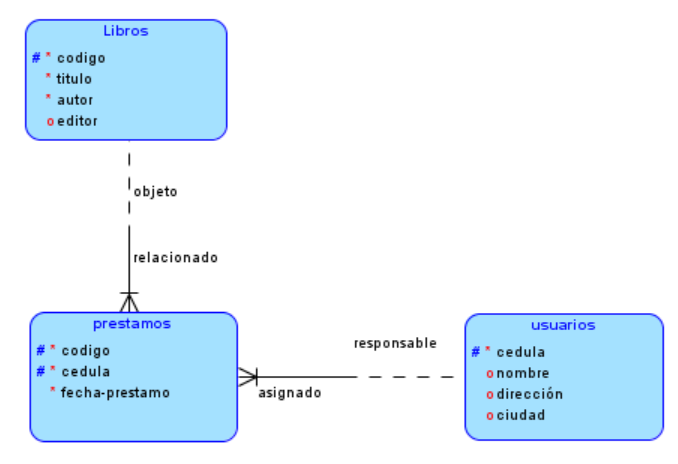 Libros
# * codigo
* titulo
* autor
o editor
objeto
relacionado
prestamos
# * codigo
# * cedula
* fecha-prestamo
responsable
asignado
usuarios
# * cedula
o nombre
o dirección
o ciudad